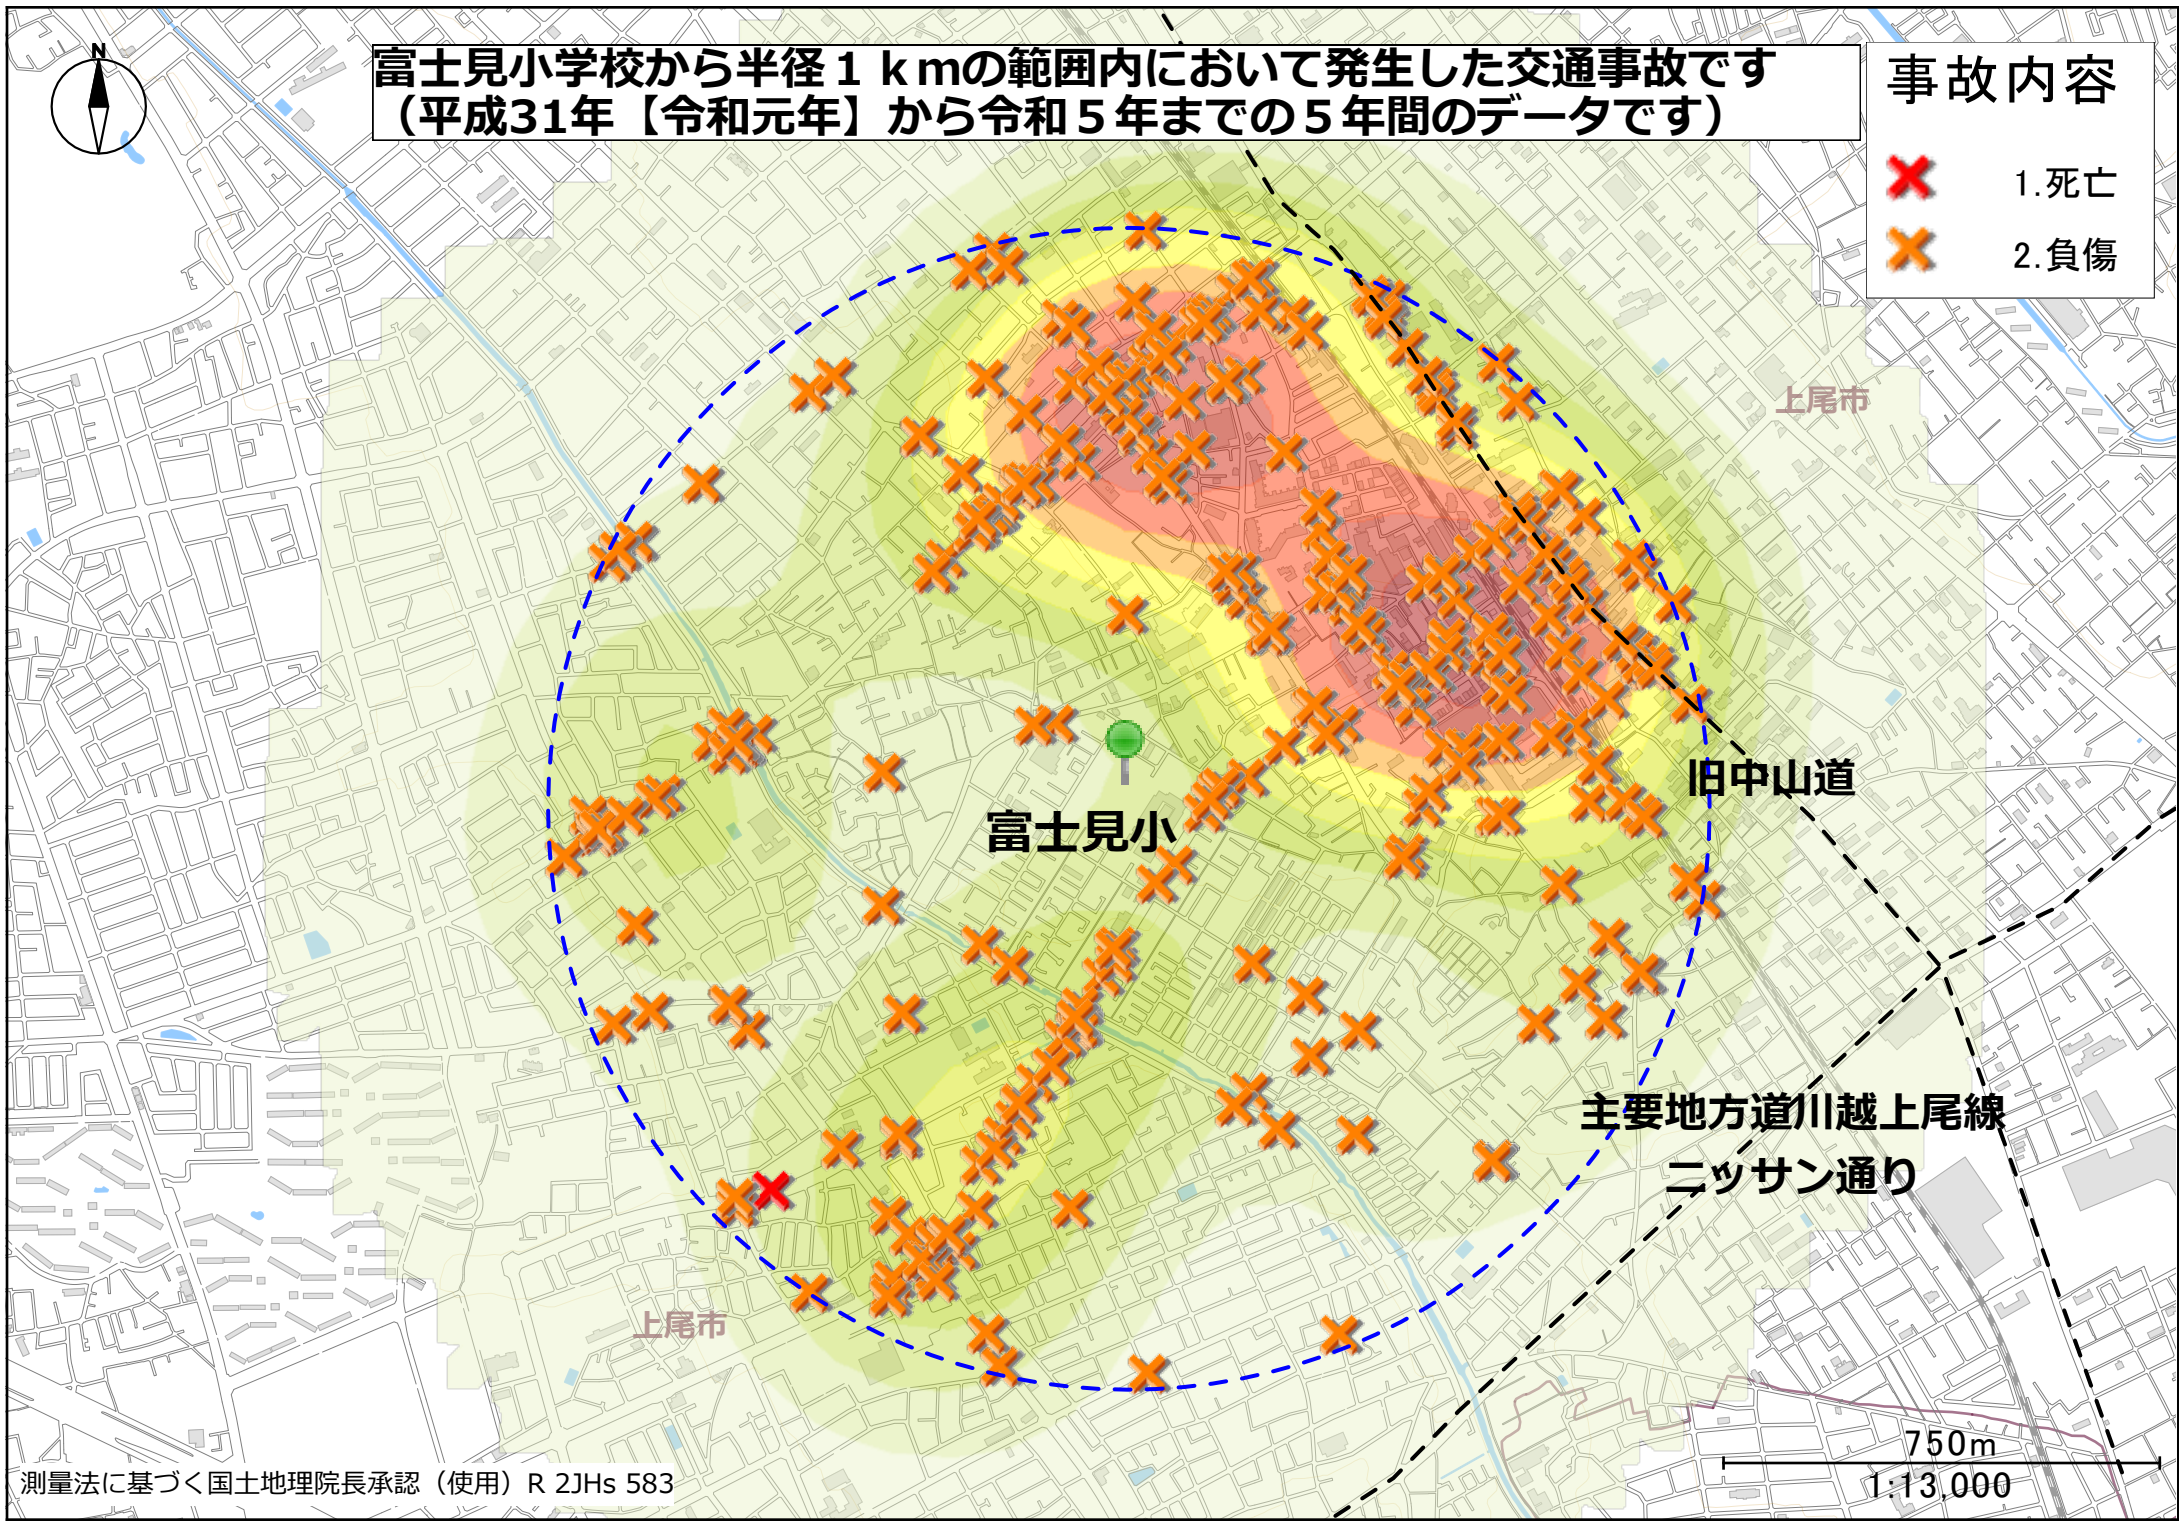 N
富士見小学校から半径1kmの範囲内において発生した交通事故です
（平成31年【令和元年】から令和5年までの5年間のデータです）
事故内容
1.死亡
2.負傷
上尾市
旧中山道
富士見小
主要地方道川越上尾線
ニッサン通り
上尾市
750m
1:13,000
測量法に基づく国土地理院長承認（使用）R 2JHs 583